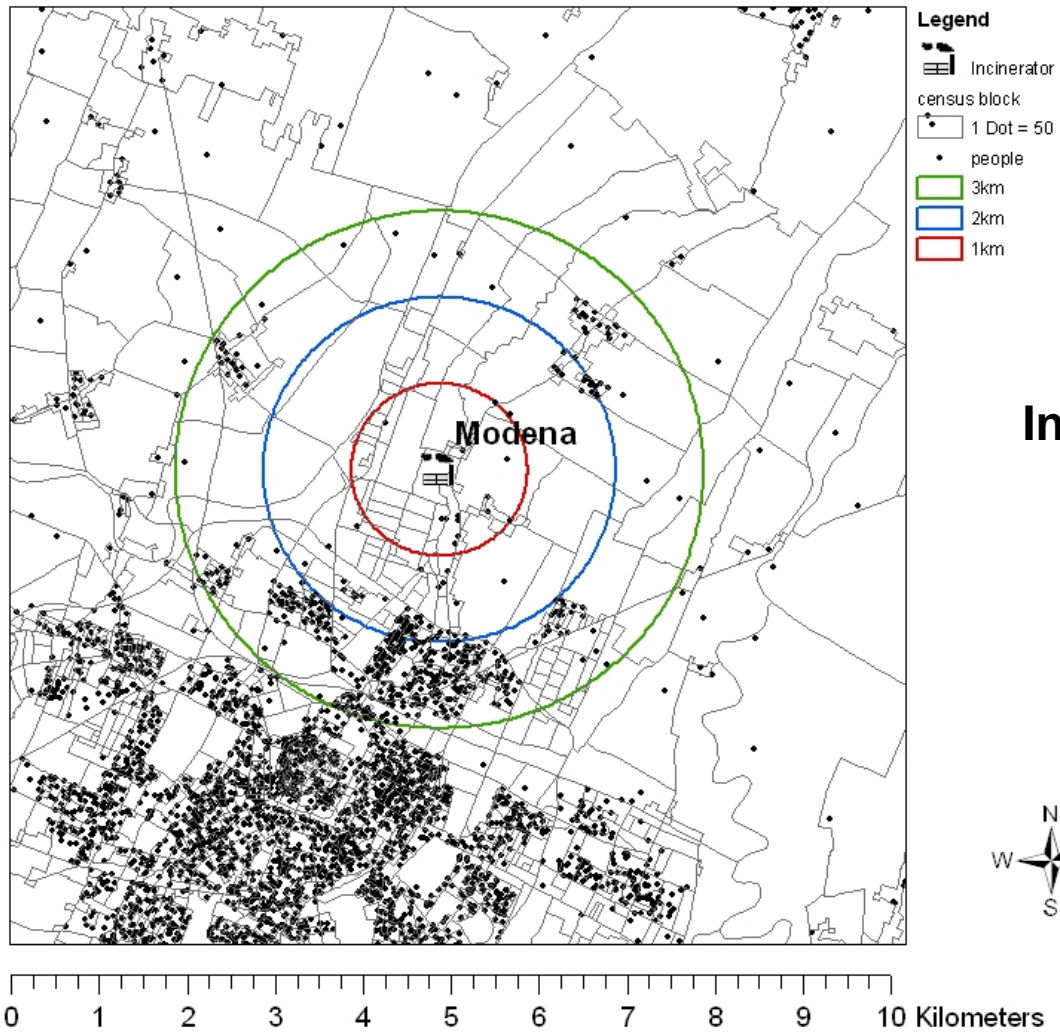 Legend
Incinerator
census block
1 Dot = 50
people
3km
2km
1km
Modena
In
N
W
S
0 1 2 3 4 5 6 7 8 9 10 Kilometers